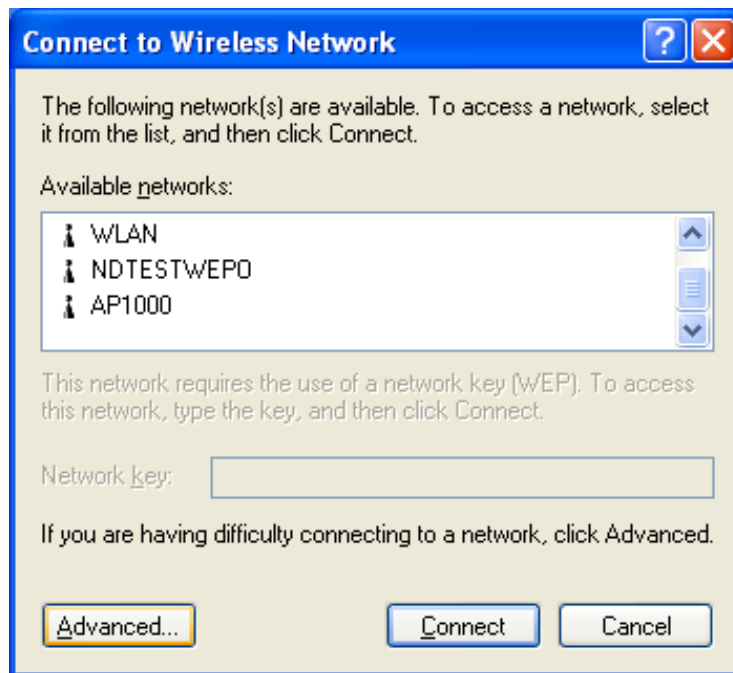 Connect to Wireless Network
?
The following network(s) are available. To access a network, select
it from the list, and then click Connect.
Available networks:
WLAN
NDTESTWEP0
AP1000
This network requires the use of a network key (WEP). To access
this network, type the key, and then click Connect.
Network key:
If you are having difficulty connecting to a network, click Advanced.
Advanced... Connect Cancel